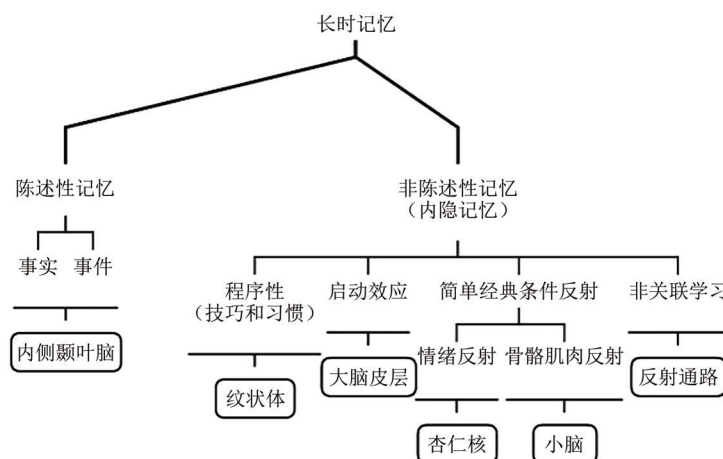 长时记忆
陈述性记忆
非陈述性记忆
（内隐记忆）
事实 事件
程序性
（技巧和习惯）
启动效应
简单经典条件反射
非关联学习
内侧颞叶脑
情绪反射 骨骼肌肉反射
纹状体
大脑皮层
反射通路
杏仁核
小脑